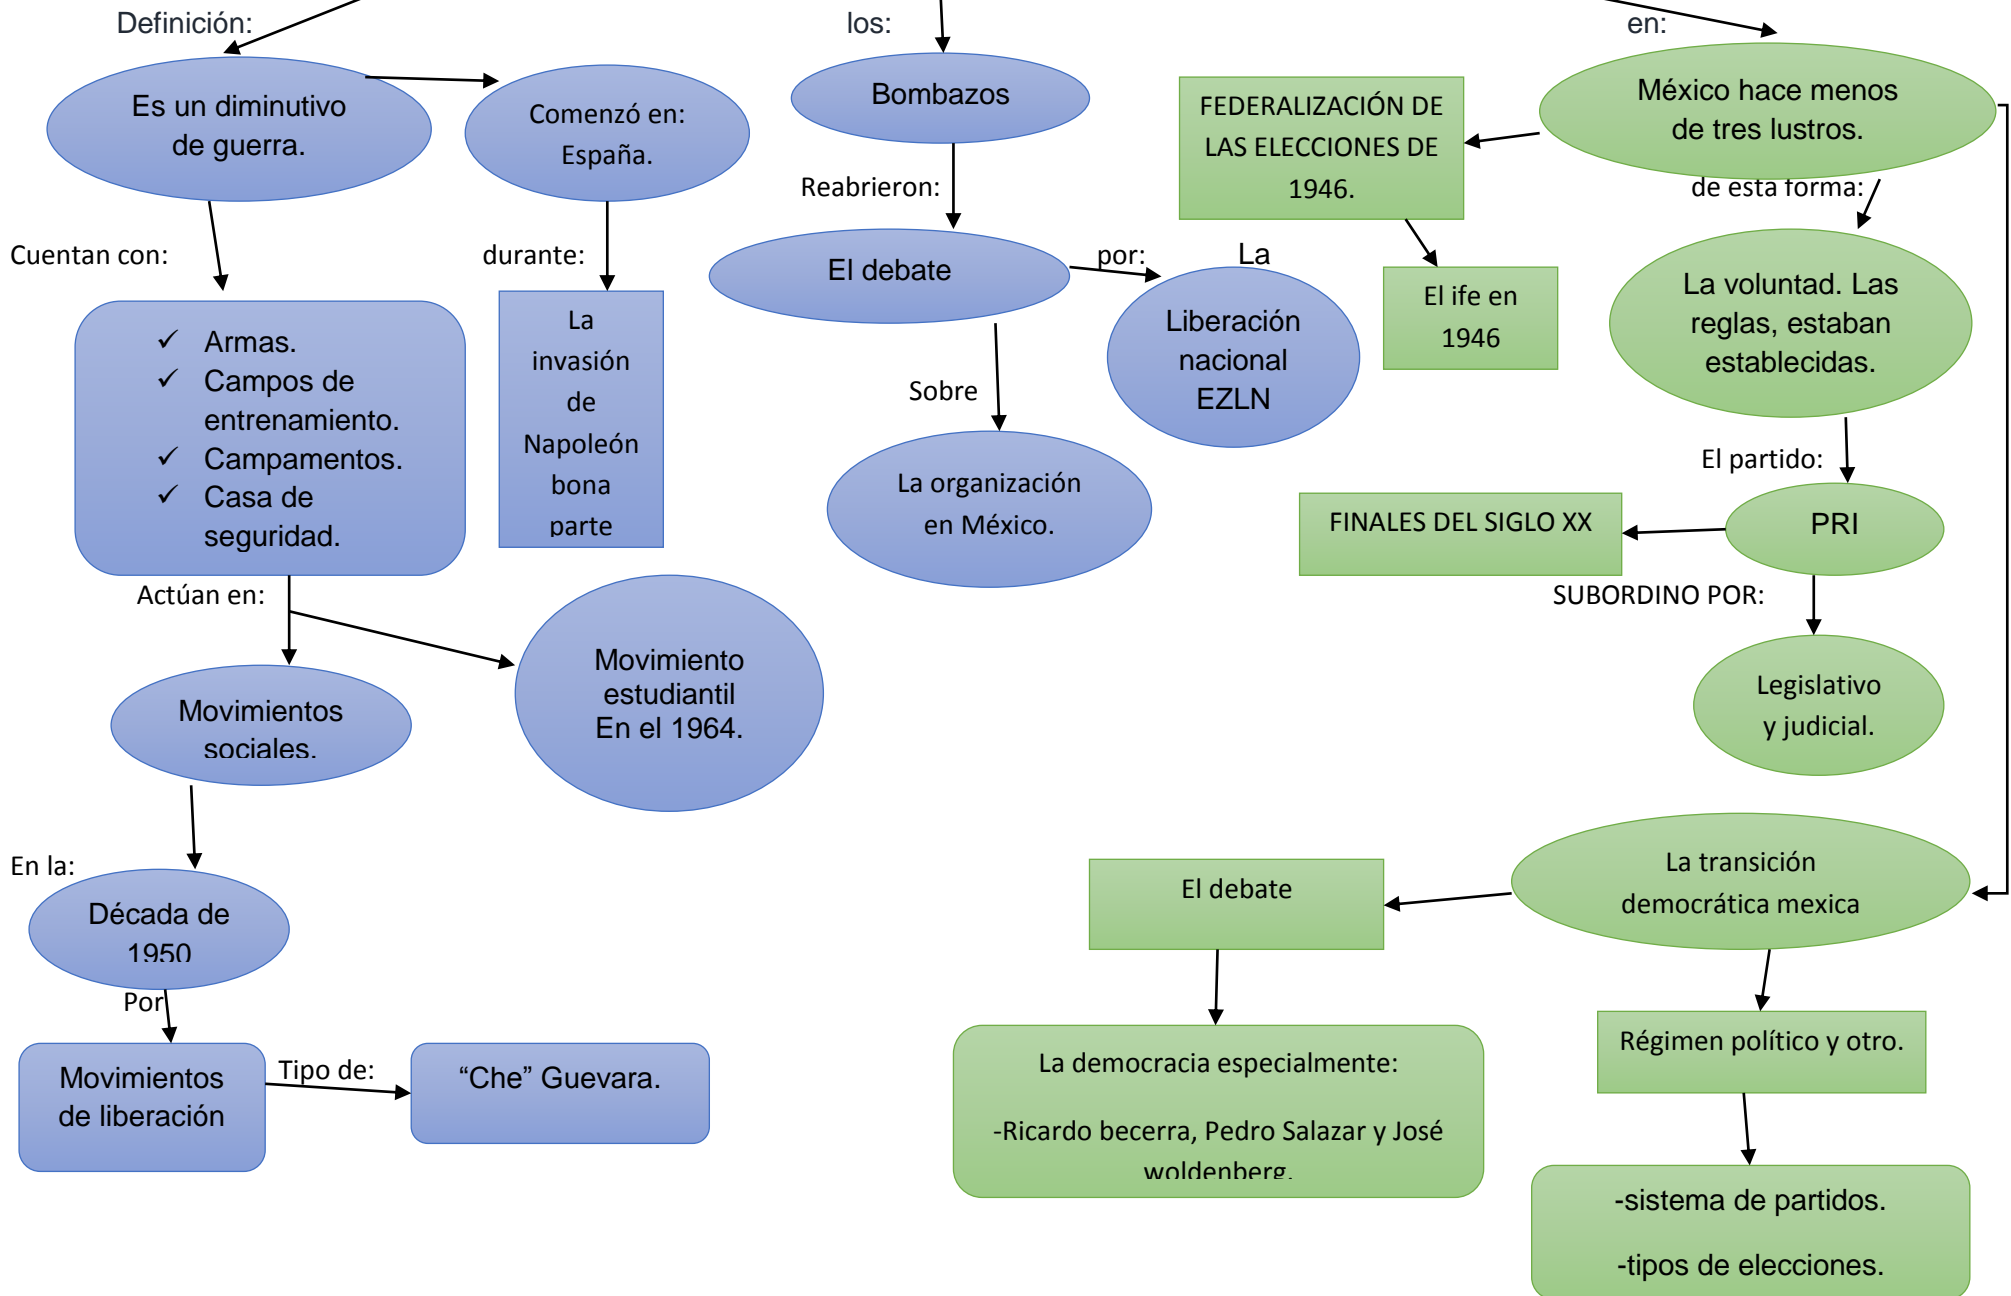 Definición:
los:
en:
Es un diminutivo
de guerra.
Comenzó en:
España.
Bombazos
FEDERALIZACIÓN DE
LAS ELECCIONES DE
1946.
México hace menos
de tres lustros.
Reabrieron:
de esta forma:
Cuentan con:
durante:
El debate
por:
La
Liberación
nacional
EZLN
El ife en
1946
La voluntad. Las
reglas, estaban
establecidas.
✓ Armas.
✓ Campos de
entrenamiento.
✓ Campamentos.
✓ Casa de
seguridad.
La
invasión
de
Napoleón
bona
parte
Sobre
La organización
en México.
El partido:
FINALES DEL SIGLO XX
PRI
Actúan en:
SUBORDINO POR:
Movimiento
estudiantil
En el 1964.
Movimientos
sociales.
Legislativo
y judicial.
En la:
Década de
1950
El debate
La transición
democrática mexica
Por
Movimientos
de liberación
Tipo de:
“Che” Guevara.
La democracia especialmente:
-Ricardo becerra, Pedro Salazar y José
woldenberg.
Régimen político y otro.
-sistema de partidos.
-tipos de elecciones.